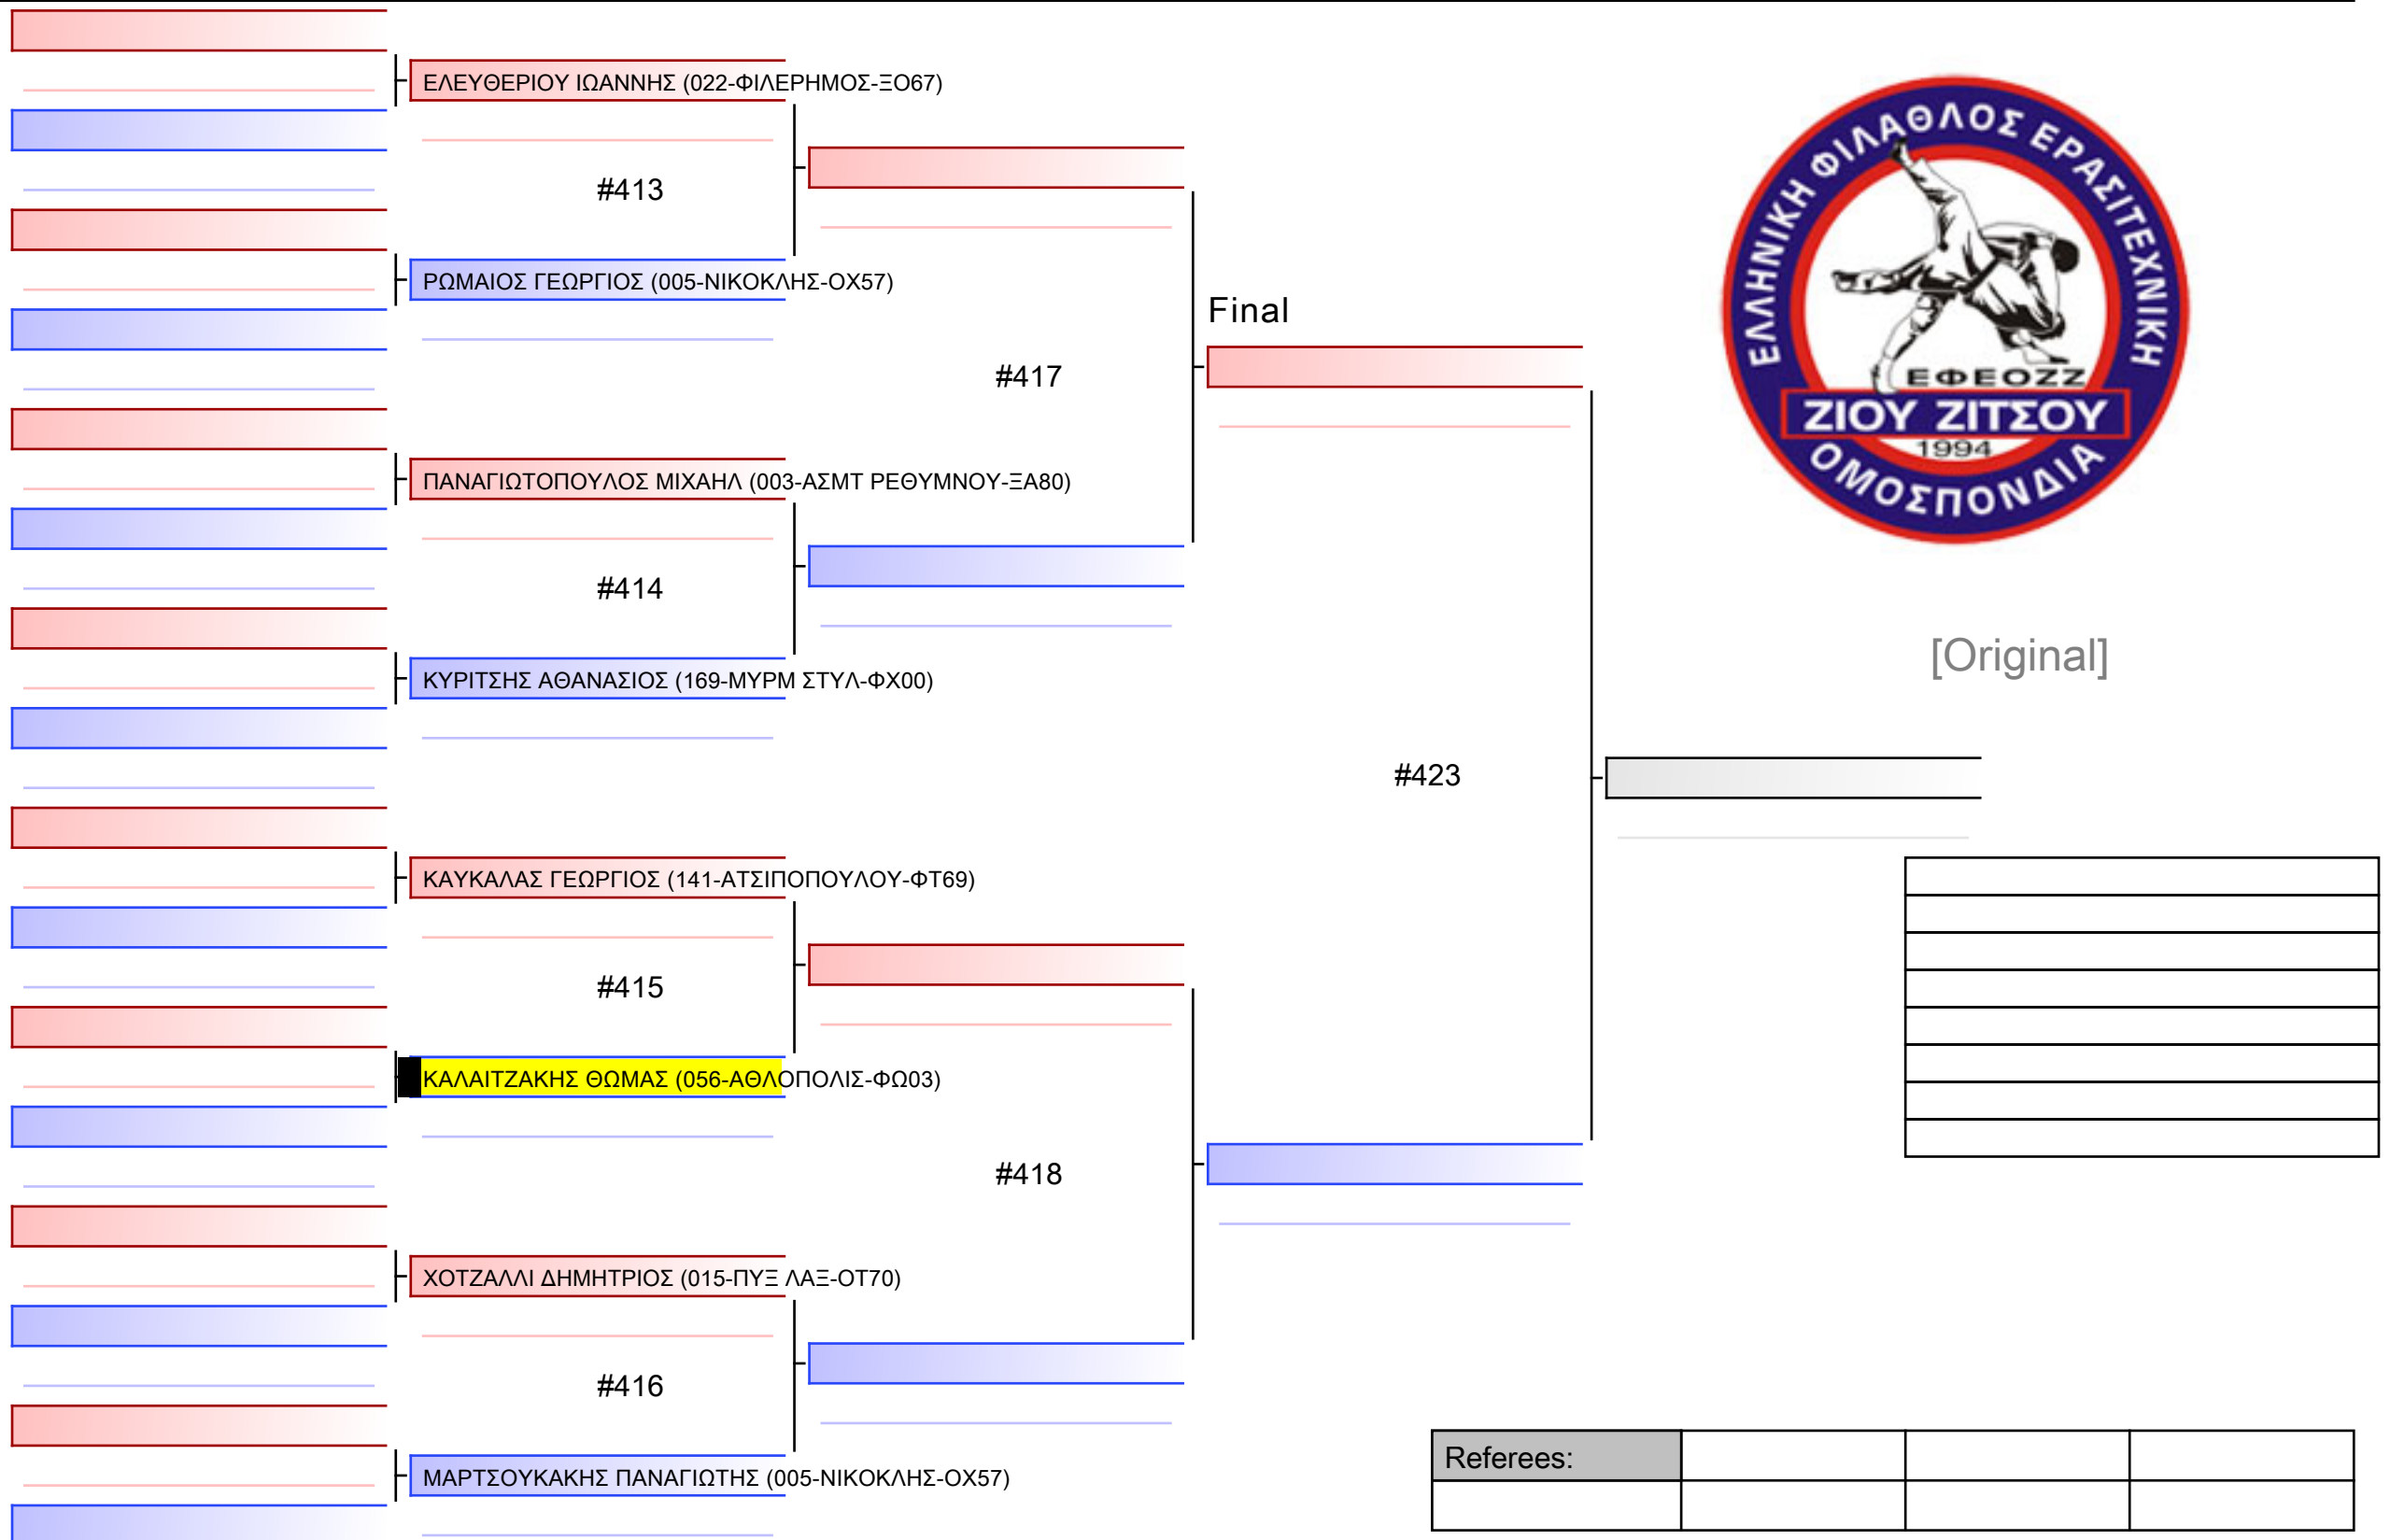 ΕΛΕΥΘΕΡΙΟΥ ΙΩΑΝΝΗΣ (022-ΦΙΛΕΡΗΜΟΣ-ΞΟ67)
#413
ΡΩΜΑΙΟΣ ΓΕΩΡΓΙΟΣ (005-ΝΙΚΟΚΛΗΣ-ΟΧ57)
Final
#417
ΠΑΝΑΓΙΩΤΟΠΟΥΛΟΣ ΜΙΧΑΗΛ (003-ΑΣΜΤ ΡΕΘΥΜΝΟΥ-ΞΑ80)
#414
ΚΥΡΙΤΣΗΣ ΑΘΑΝΑΣΙΟΣ (169-ΜΥΡΜ ΣΤΥΛ-ΦΧ00)
#423
ΚΑΥΚΑΛΑΣ ΓΕΩΡΓΙΟΣ (141-ΑΤΣΙΠΟΠΟΥΛΟΥ-ΦΤ69)
#415
ΚΑΛΑΙΤΖΑΚΗΣ ΘΩΜΑΣ (056-ΑΘΛΟΠΟΛΙΣ-ΦΩ03)
#418
ΧΟΤΖΑΛΛΙ ΔΗΜΗΤΡΙΟΣ (015-ΠΥΞ ΛΑΞ-ΟΤ70)
#416
ΜΑΡΤΣΟΥΚΑΚΗΣ ΠΑΝΑΓΙΩΤΗΣ (005-ΝΙΚΟΚΛΗΣ-ΟΧ57)
ΕΛΛΗΝΙΚΗ ΦΙΛΑΘΛΟΣ ΕΡΑΣΙΤΕΧΝΙΚΗ
ΕΦΕΟΖΖ
ΖΙΟΥ ΖΙΤΣΟΥ
1994
ΟΜΟΣΠΟΝΔΙΑ
[Original]
Referees: